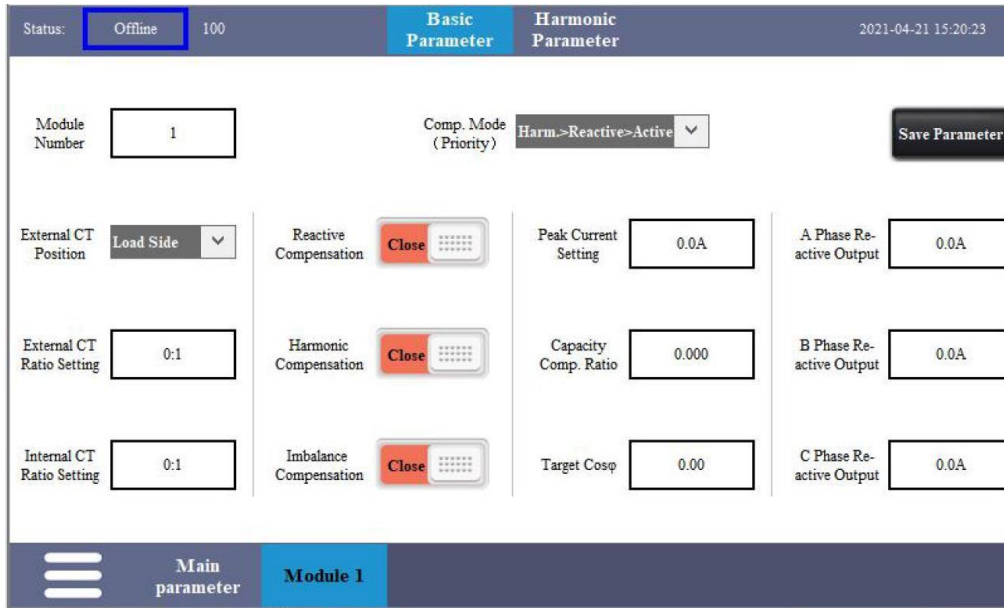 Status:
Offline
100
Basic
Parameter
Harmonic
Parameter
2021-04-21 15:20:23
Module
Number
1
Comp. Mode
( Priority)
Harm.>Reactive>Active
Save Parameter
External CT
Position
Load Side
Reactive
Compensation
Close
Peak Current
Setting
0.0A
A Phase Re-
active Output
0.0A
External CT
Ratio Setting
0:1
Harmonic
Compensation
Close
Capacity
Comp. Ratio
0.000
B Phase Re-
active Output
0.0A
Internal CT
Ratio Setting
0:1
Imbalance
Compensation
Close
Target Cosφ
0.00
C Phase Re-
active Output
0.0A
Main
parameter
Module 1